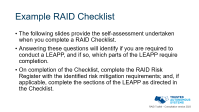 Example RAID Checklist
• The following slides provide the self-assessment undertaken
when you complete a RAID Checklist,
• Answering these questions will identify if you are required to
conduct a LEAPP, and if so, which parts of the LEAPP require
completion.
• On completion of the Checklist, complete the RAID Risk
Register with the identified risk mitigation requirements; and, if
applicable, complete the sections of the LEAPP as directed in
the Checklist.
TRUSTED
AUTONOMOUS
SYSTEMS